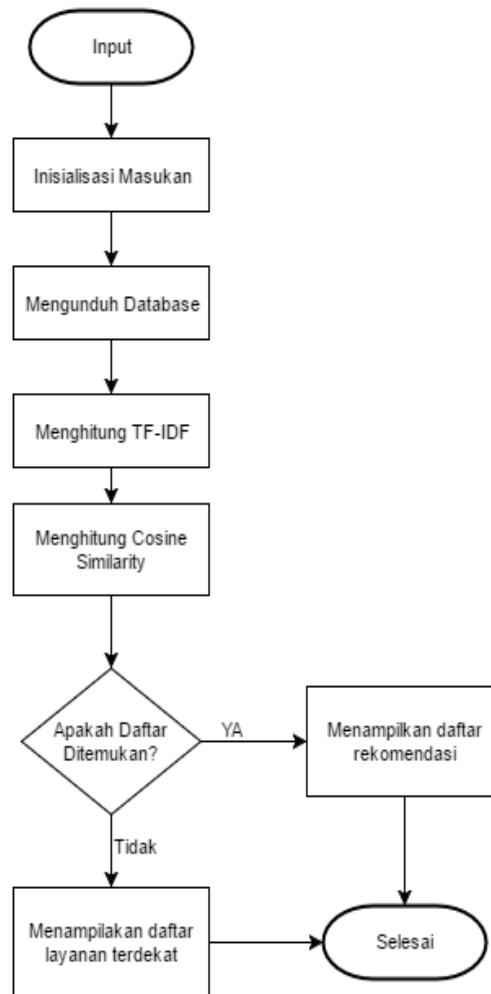 Input
Inisialisasi Masukan
Mengunduh Database
Menghitung TF-IDF
Menghitung Cosine
Similarity
Apakah Daftar
Ditemukan?
YA
Menampilkan daftar
rekomendasi
Tidak
Menampilakan daftar
layanan terdekat
Selesai